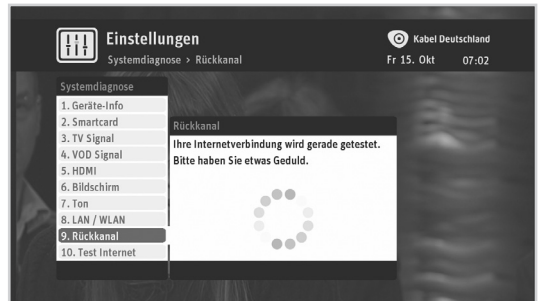 Einstellungen
Systemdiagnose > Rückkanal
Kabel Deutschland
Fr 15. Okt 07:02
Systemdiagnose
1. Geräte-Info
2. Smartcard
3. TV Signal
4. VOD Signal
5. HDMI
6. Bildschirm
7. Ton
8. LAN / WLAN
9. Rückkanal
10. Test Internet
Rückkanal
Ihre Internetverbindung wird gerade getestet.
Bitte haben Sie etwas Geduld.